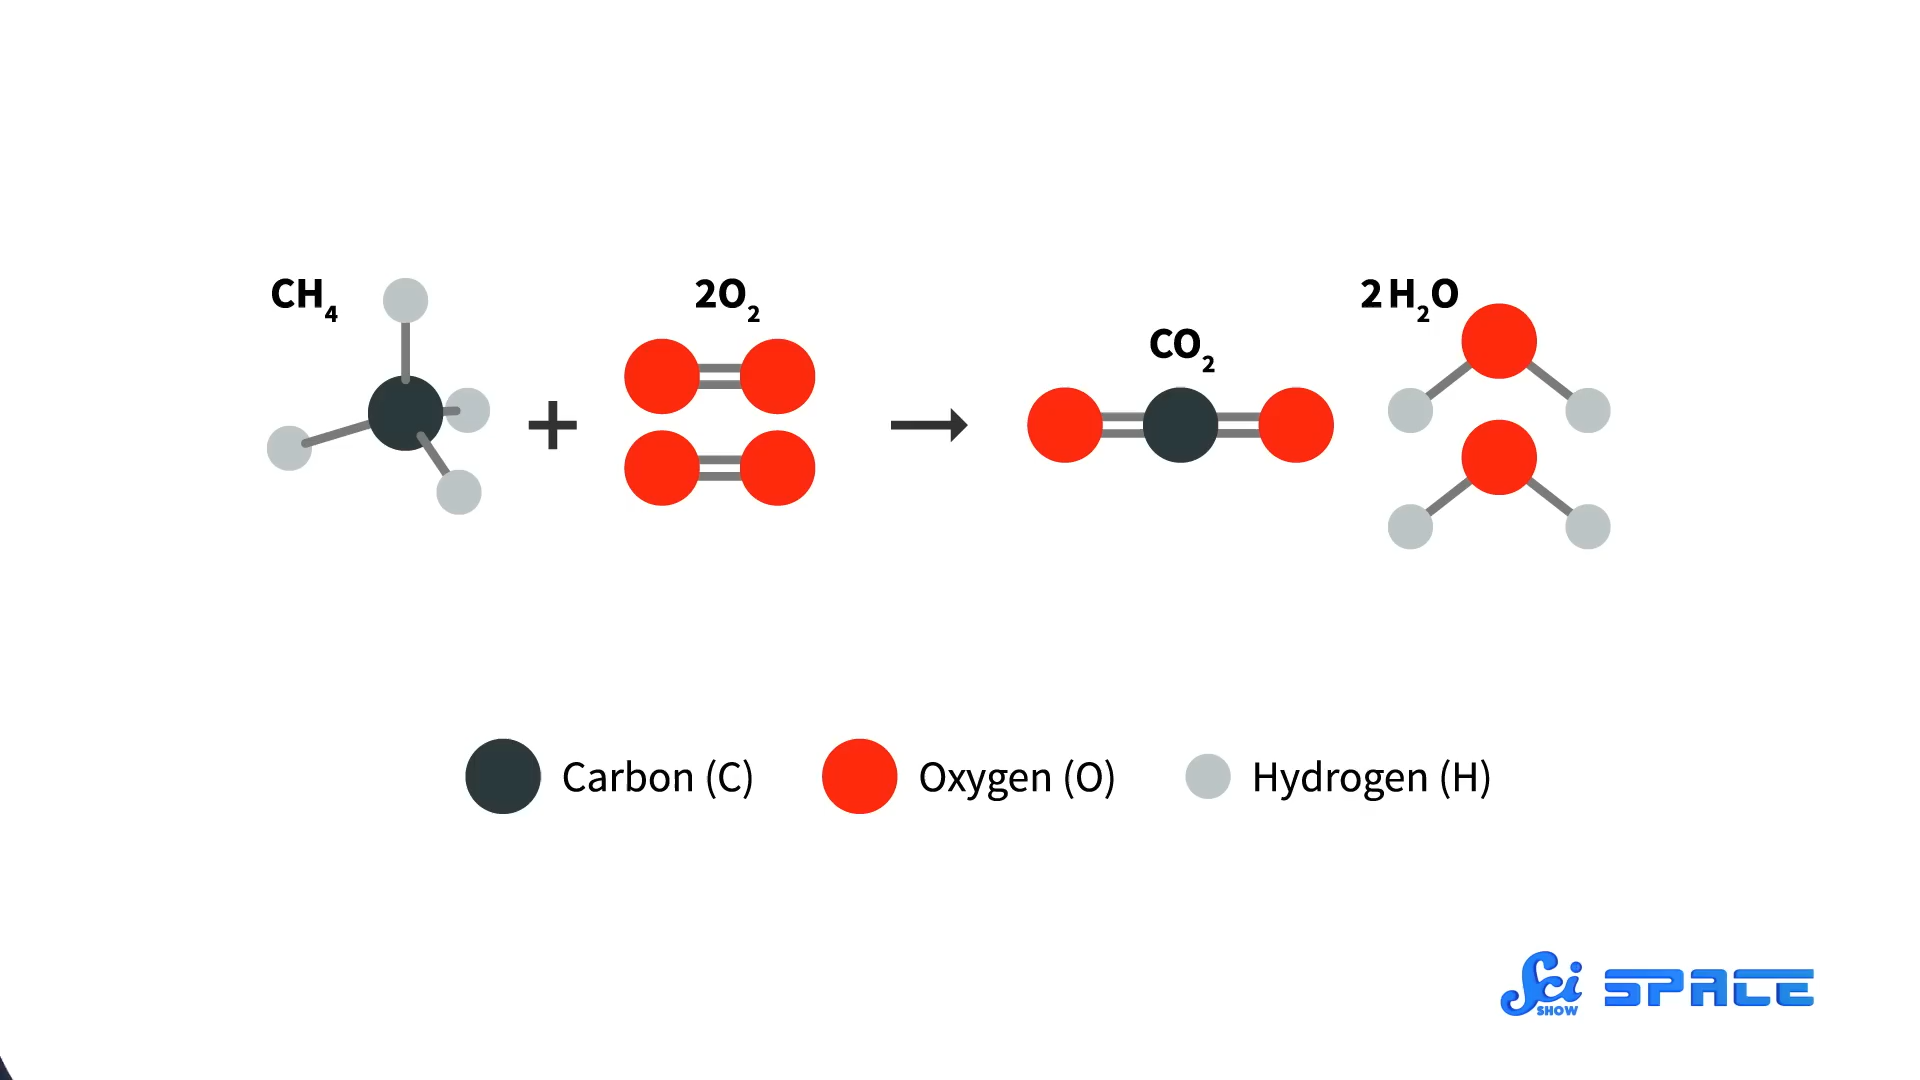 CH₄
2O₂
CO₂
2H₂O
Carbon (C)
Oxygen (O)
Hydrogen (H)
Sci SHOW SPACE